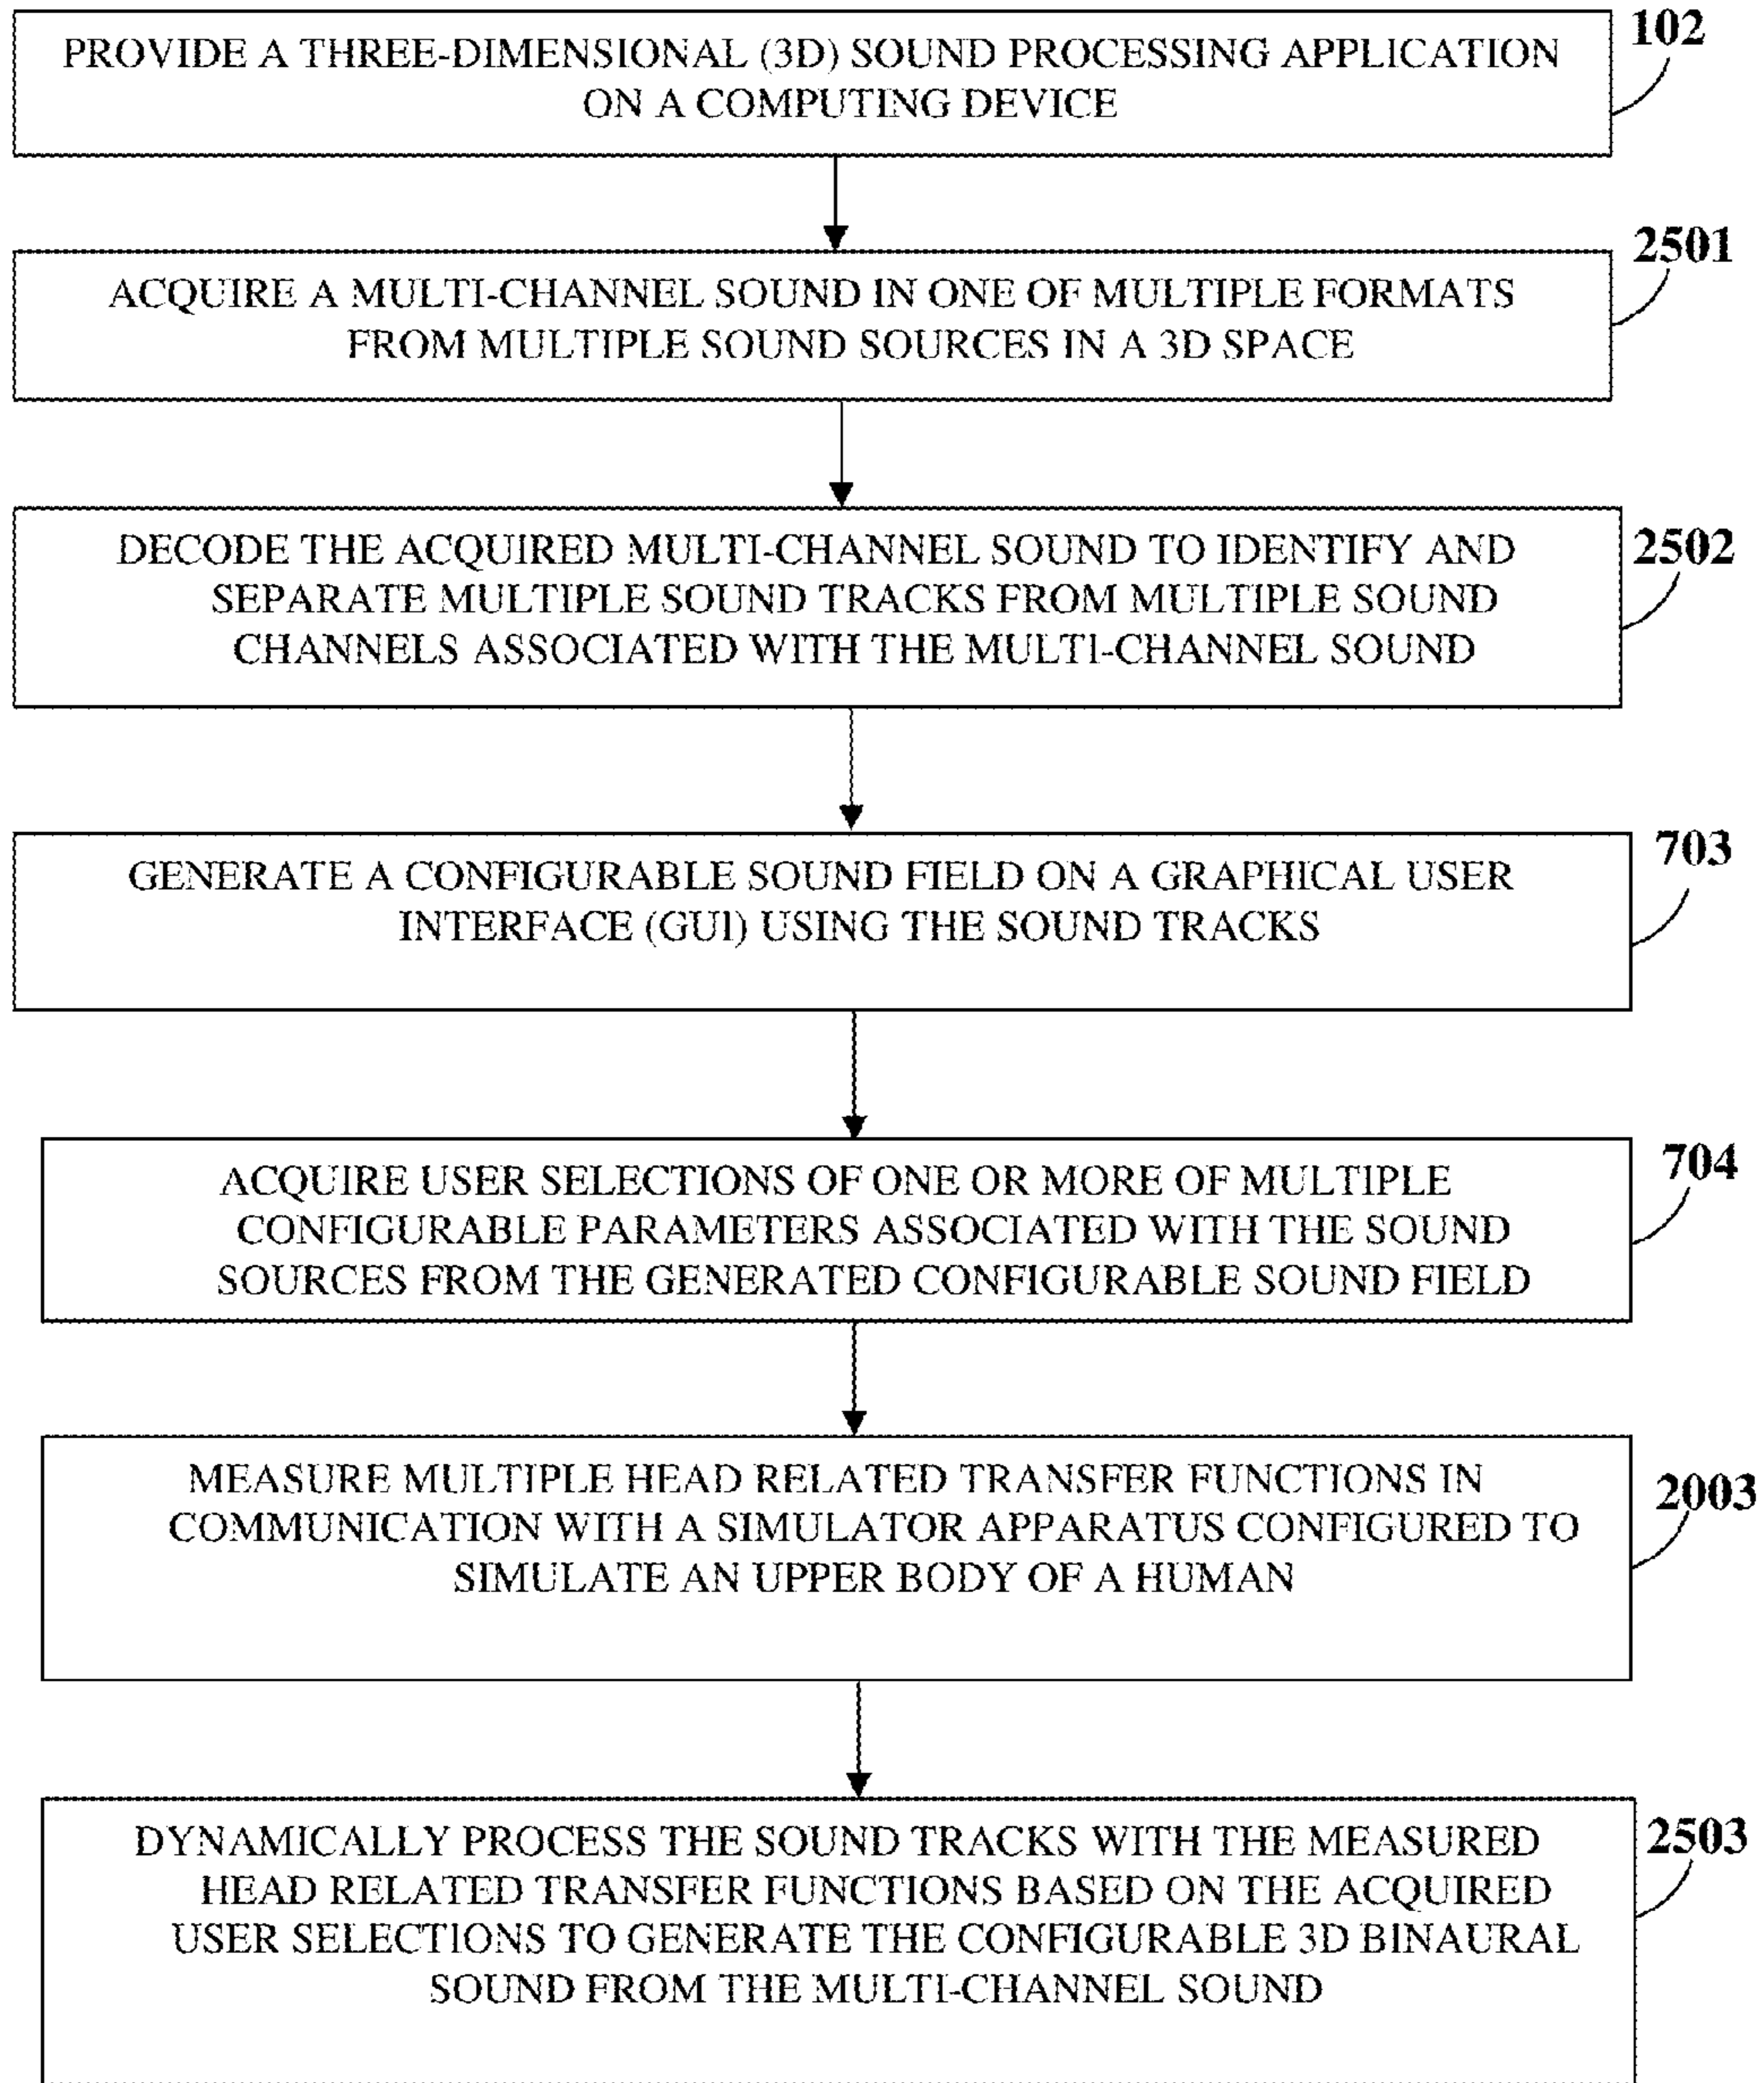 102
PROVIDE A THREE-DIMENSIONAL (3D) SOUND PROCESSING APPLICATION
ON A COMPUTING DEVICE
2501
ACQUIRE A MULTI-CHANNEL SOUND IN ONE OF MULTIPLE FORMATS
FROM MULTIPLE SOUND SOURCES IN A 3D SPACE
2502
DECODE THE ACQUIRED MULTI-CHANNEL SOUND TO IDENTIFY AND
SEPARATE MULTIPLE SOUND TRACKS FROM MULTIPLE SOUND
CHANNELS ASSOCIATED WITH THE MULTI-CHANNEL SOUND
703
GENERATE A CONFIGURABLE SOUND FIELD ON A GRAPHICAL USER
INTERFACE (GUI) USING THE SOUND TRACKS
704
ACQUIRE USER SELECTIONS OF ONE OR MORE OF MULTIPLE
CONFIGURABLE PARAMETERS ASSOCIATED WITH THE SOUND
SOURCES FROM THE GENERATED CONFIGURABLE SOUND FIELD
2003
MEASURE MULTIPLE HEAD RELATED TRANSFER FUNCTIONS IN
COMMUNICATION WITH A SIMULATOR APPARATUS CONFIGURED TO
SIMULATE AN UPPER BODY OF A HUMAN
2503
DYNAMICALLY PROCESS THE SOUND TRACKS WITH THE MEASURED
HEAD RELATED TRANSFER FUNCTIONS BASED ON THE ACQUIRED
USER SELECTIONS TO GENERATE THE CONFIGURABLE 3D BINAURAL
SOUND FROM THE MULTI-CHANNEL SOUND